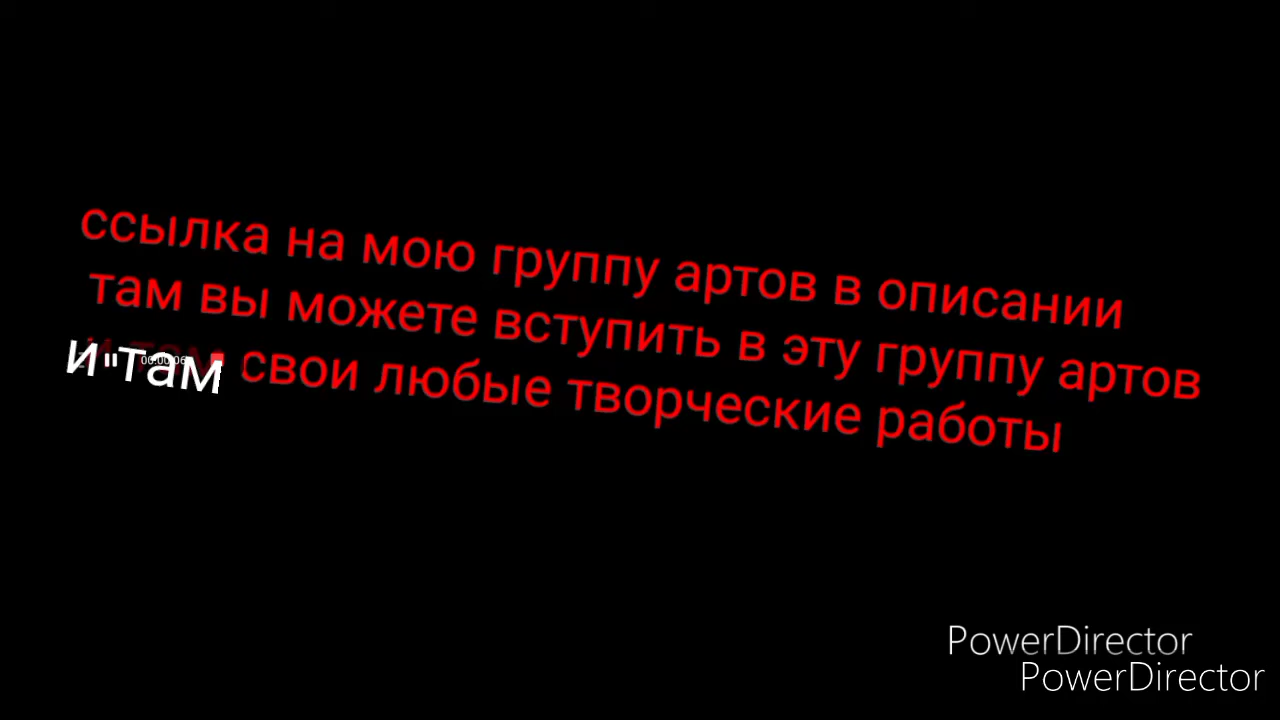 ссылка на мою группу артов в описании
там вы можете вступить в эту группу артов
и там свои любые творческие работы
PowerDirector
PowerDirector